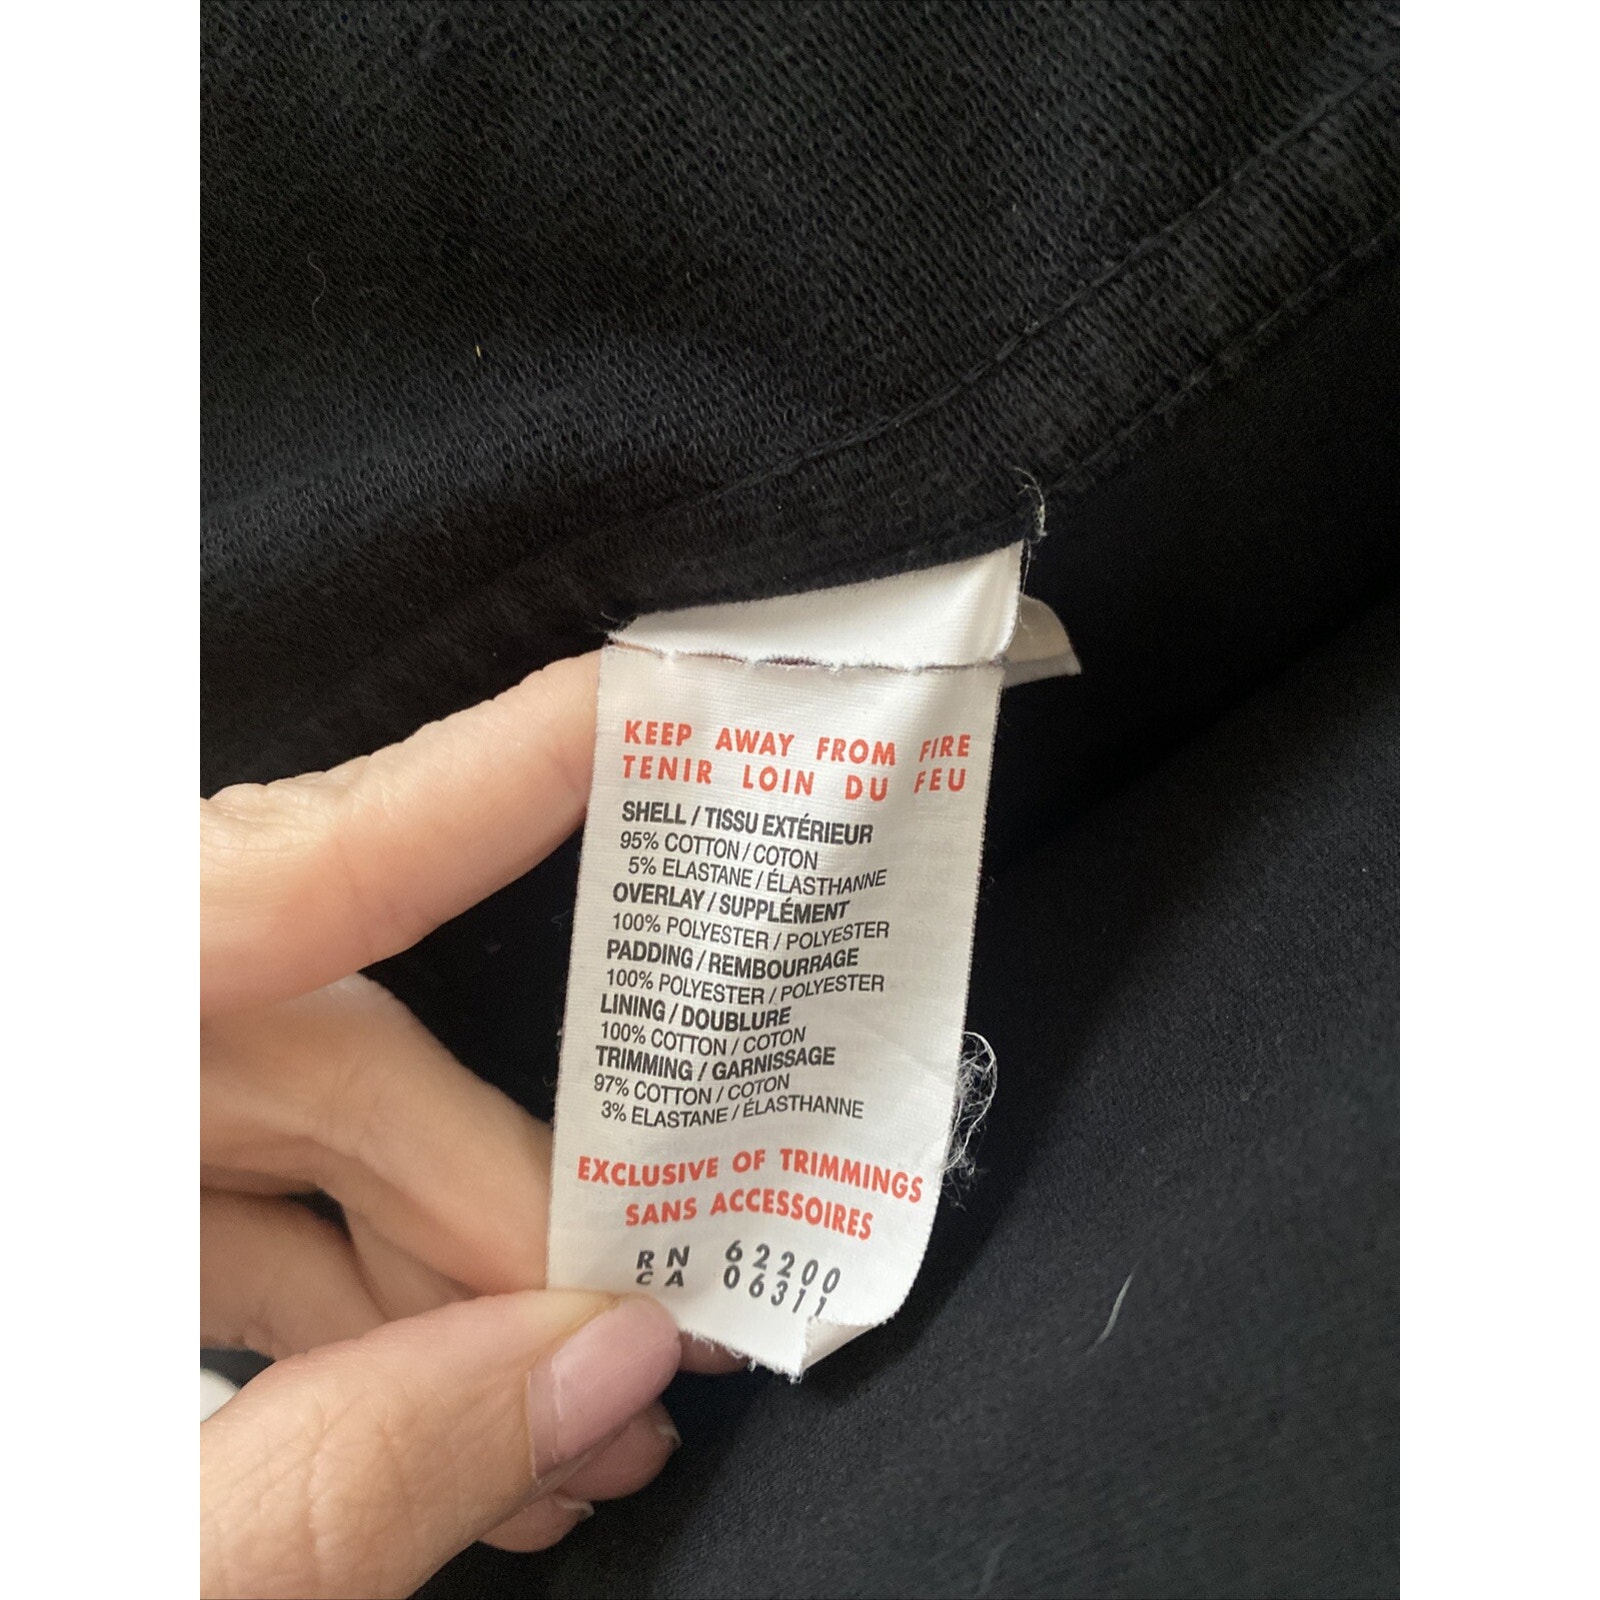 KEEP AWAY FROM FIRE
TENIR LOIN DU FEU
SHELL / TISSU EXTÉRIEUR
95% COTTON / COTON
5% ELASTANE / ÉLASTHANNE
OVERLAY / SUPPLÉMENT
100% POLYESTER / POLYESTER
PADDING / REMBOURRAGE
100% POLYESTER / POLYESTER
LINING / DOUBLURE
100% COTTON / COTON
TRIMMING / GARNISSAGE
97% COTTON / COTON
3% ELASTANE / ÉLASTHANNE
EXCLUSIVE OF TRIMMINGS
SANS ACCESSOIRES
RN 62200
CA 06311